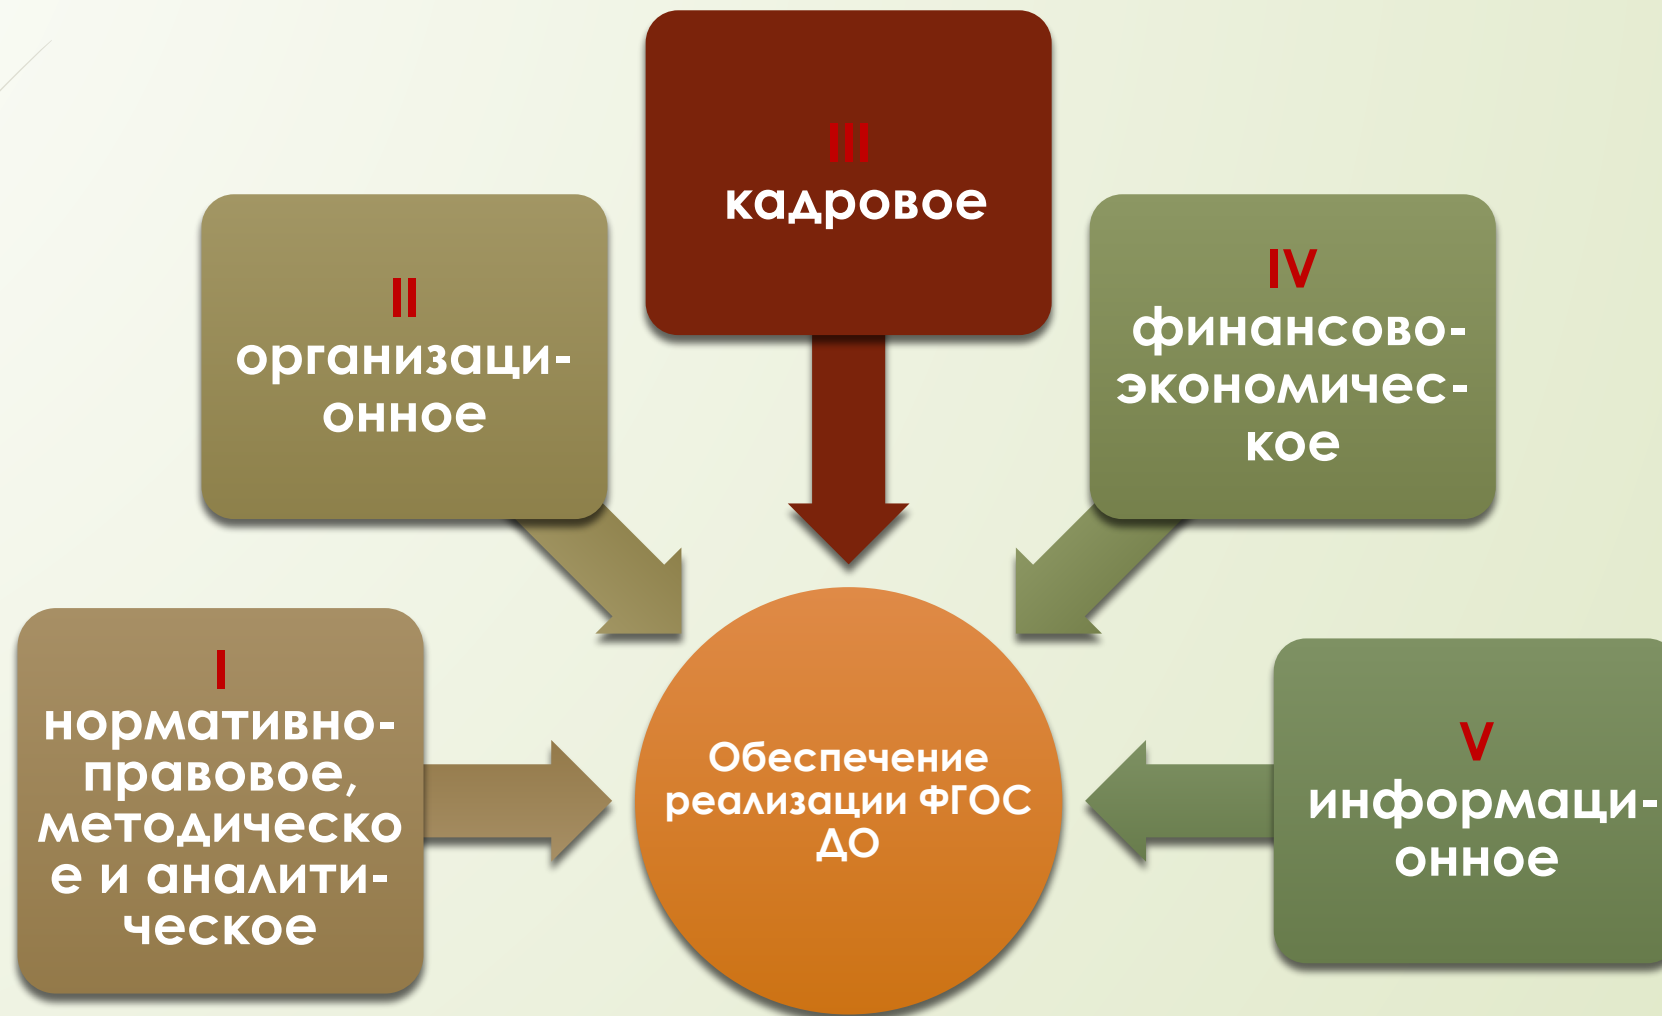 III
кадровое
II
организаци-
онное
IV
финансово-
экономичес-
кое
I
нормативно-
правовое,
методическо
е и аналити-
ческое
Обеспечение
реализации ФГОС
ДО
V
информаци-
онное